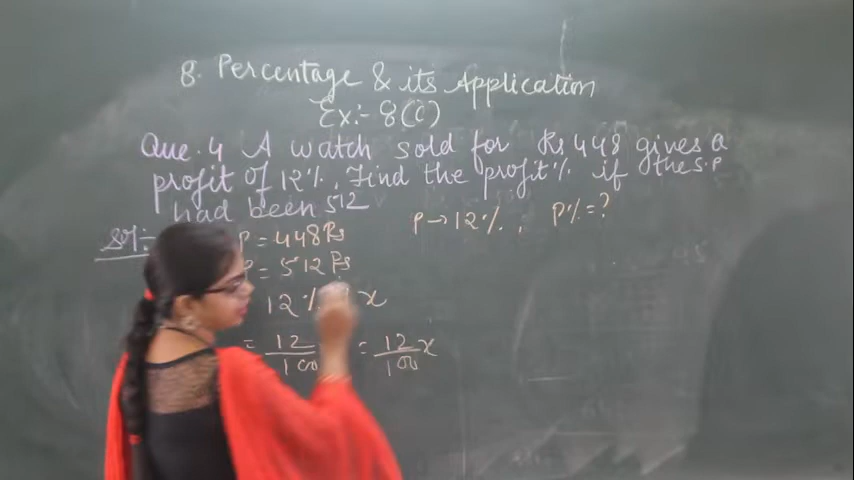 8. Percentage & its Application
Ex:- 8(C)
Que. 4 A watch sold for Rs 448 gives a
profit of 12%. Find the profit% if the S.P
had been 512
P → 12%, P% = ?
Sol:- P = 448 Rs
P = 512 Rs
12% x
= 12/100 = 12/100 x